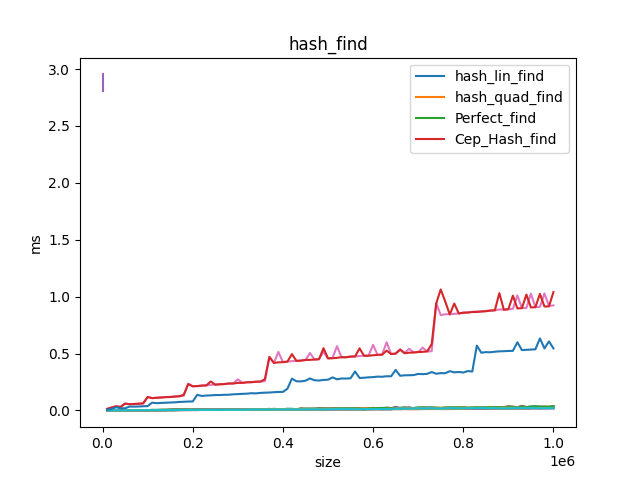 hash_find
3.0
2.5
2.0
1.5
1.0
0.5
0.0
ms
hash_lin_find
hash_quad_find
Perfect_find
Cep_Hash_find
0.0
0.2
0.4
0.6
0.8
1.0
1e6
size